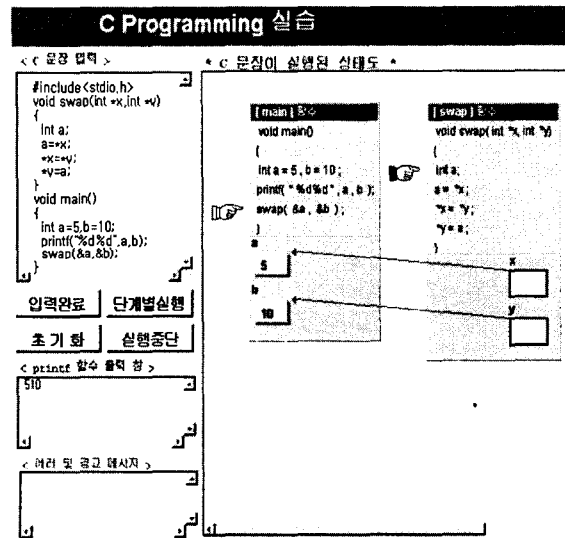 C Programming 실습
< C 문장 입력 >
#include<stdio.h>
void swap(int *x,int *y)
{
int a;
a=*x;
*x=*y;
*y=a;
}
void main()
{
int a=5,b=10;
printf("%d%d",a,b);
swap(&a,&b);
}
입력완료 단계별실행
초 기 화 실행중단
< printf 함수 출력 창 >
510
< 에러 및 경고 메시지 >
* C 문장이 실행된 상태도 *
[ main ] 함수
void main()
{
int a = 5 , b = 10 ;
printf( "%d%d" , a , b );
swap( &a , &b );
}
a
5
b
10
[ swap ] 함수
void swap( int *x, int *y)
{
int a;
a = *x;
*x = *y;
*y = a;
}
x
y